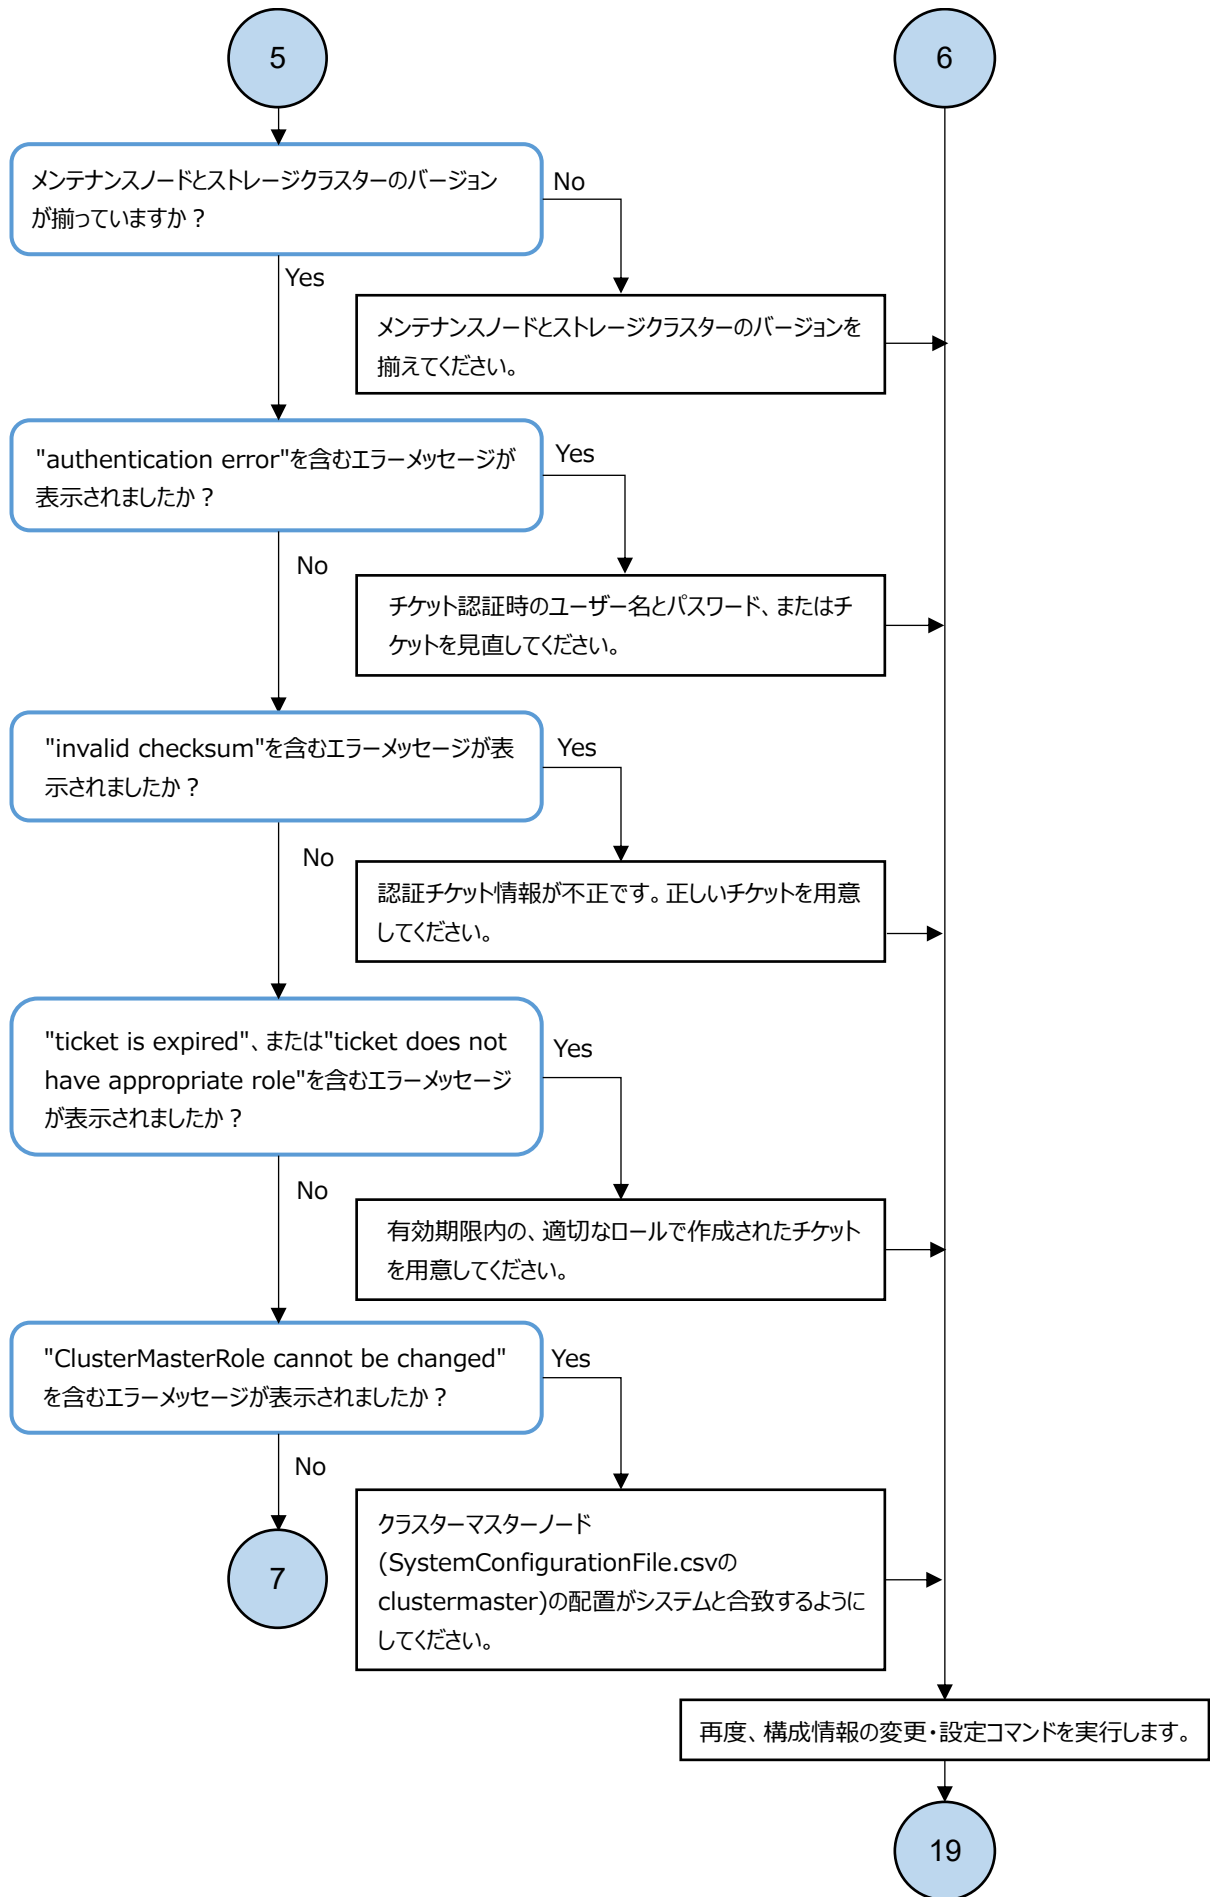 5
6
メンテナンスノードとストレージクラスターのバージョン
が揃っていますか？
No
Yes
メンテナンスノードとストレージクラスターのバージョンを
揃えてください。
"authentication error"を含むエラーメッセージが
表示されましたか？
Yes
No
チケット認証時のユーザー名とパスワード、またはチ
ケットを見直してください。
"invalid checksum"を含むエラーメッセージが表
示されましたか？
Yes
No
認証チケット情報が不正です。正しいチケットを用意
してください。
"ticket is expired"、または"ticket does not
have appropriate role"を含むエラーメッセージ
が表示されましたか？
Yes
No
有効期限内の、適切なロールで作成されたチケット
を用意してください。
"ClusterMasterRole cannot be changed"
を含むエラーメッセージが表示されましたか？
Yes
No
7
クラスターマスターノード
(SystemConfigurationFile.csvの
clustermaster)の配置がシステムと合致するように
してください。
再度、構成情報の変更・設定コマンドを実行します。
19